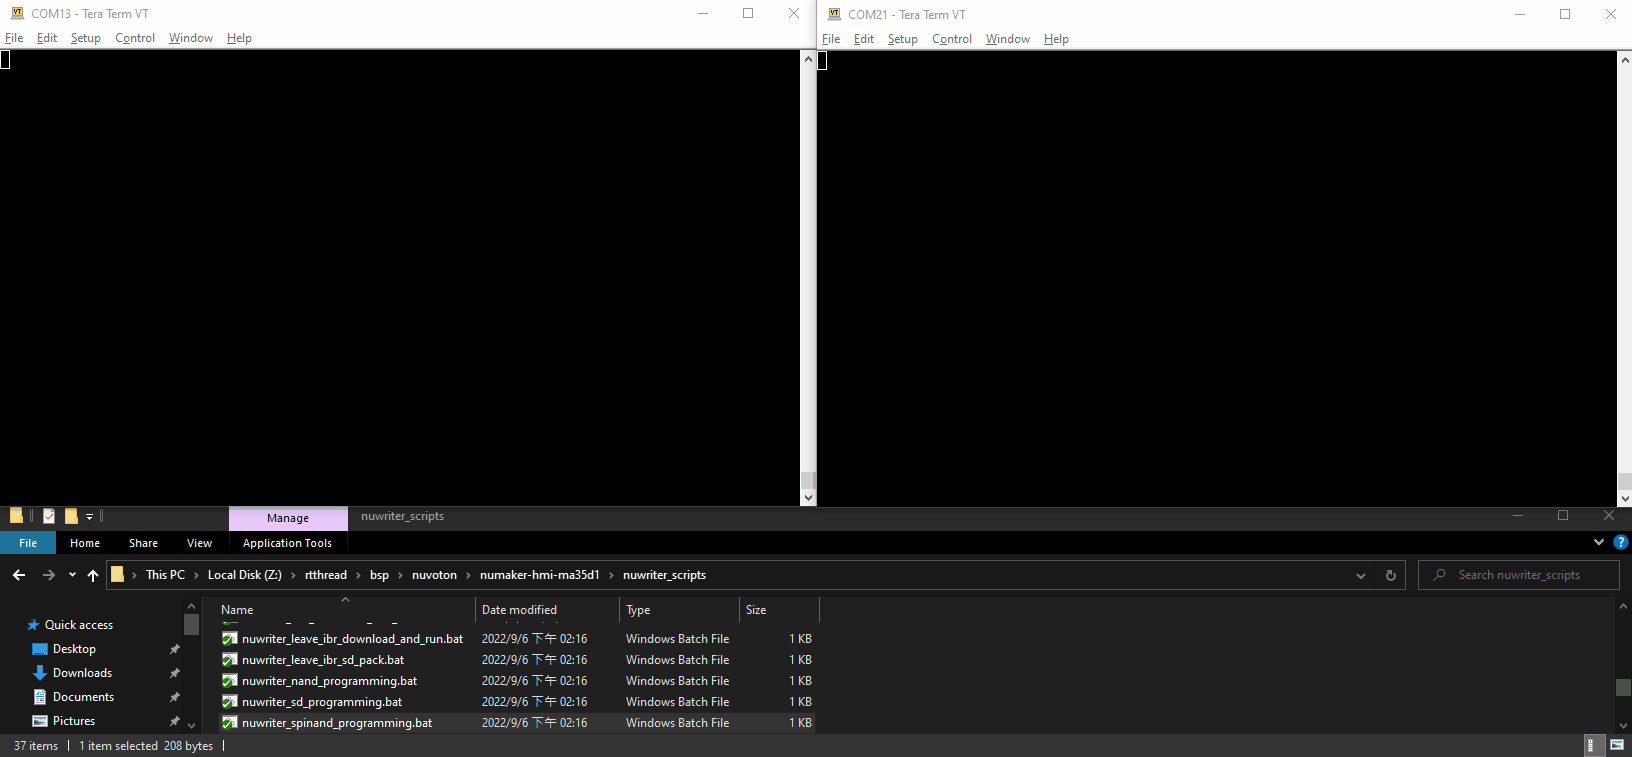 COM13 - Tera Term VT
File Edit Setup Control Window Help
COM21 - Tera Term VT
File Edit Setup Control Window Help
Manage nuwriter_scripts
File Home Share View Application Tools
This PC › Local Disk (Z:) › rtthread › bsp › nuvoton › numaker-hmi-ma35d1 › nuwriter_scripts
Search nuwriter_scripts
Name Date modified Type Size
Quick access
Desktop
Downloads
Documents
Pictures
nuwriter_leave_ibr_download_and_run.bat 2022/9/6 下午 02:16 Windows Batch File 1 KB
nuwriter_leave_ibr_sd_pack.bat 2022/9/6 下午 02:16 Windows Batch File 1 KB
nuwriter_nand_programming.bat 2022/9/6 下午 02:16 Windows Batch File 1 KB
nuwriter_sd_programming.bat 2022/9/6 下午 02:16 Windows Batch File 1 KB
nuwriter_spinand_programming.bat 2022/9/6 下午 02:16 Windows Batch File 1 KB
37 items 1 item selected 208 bytes